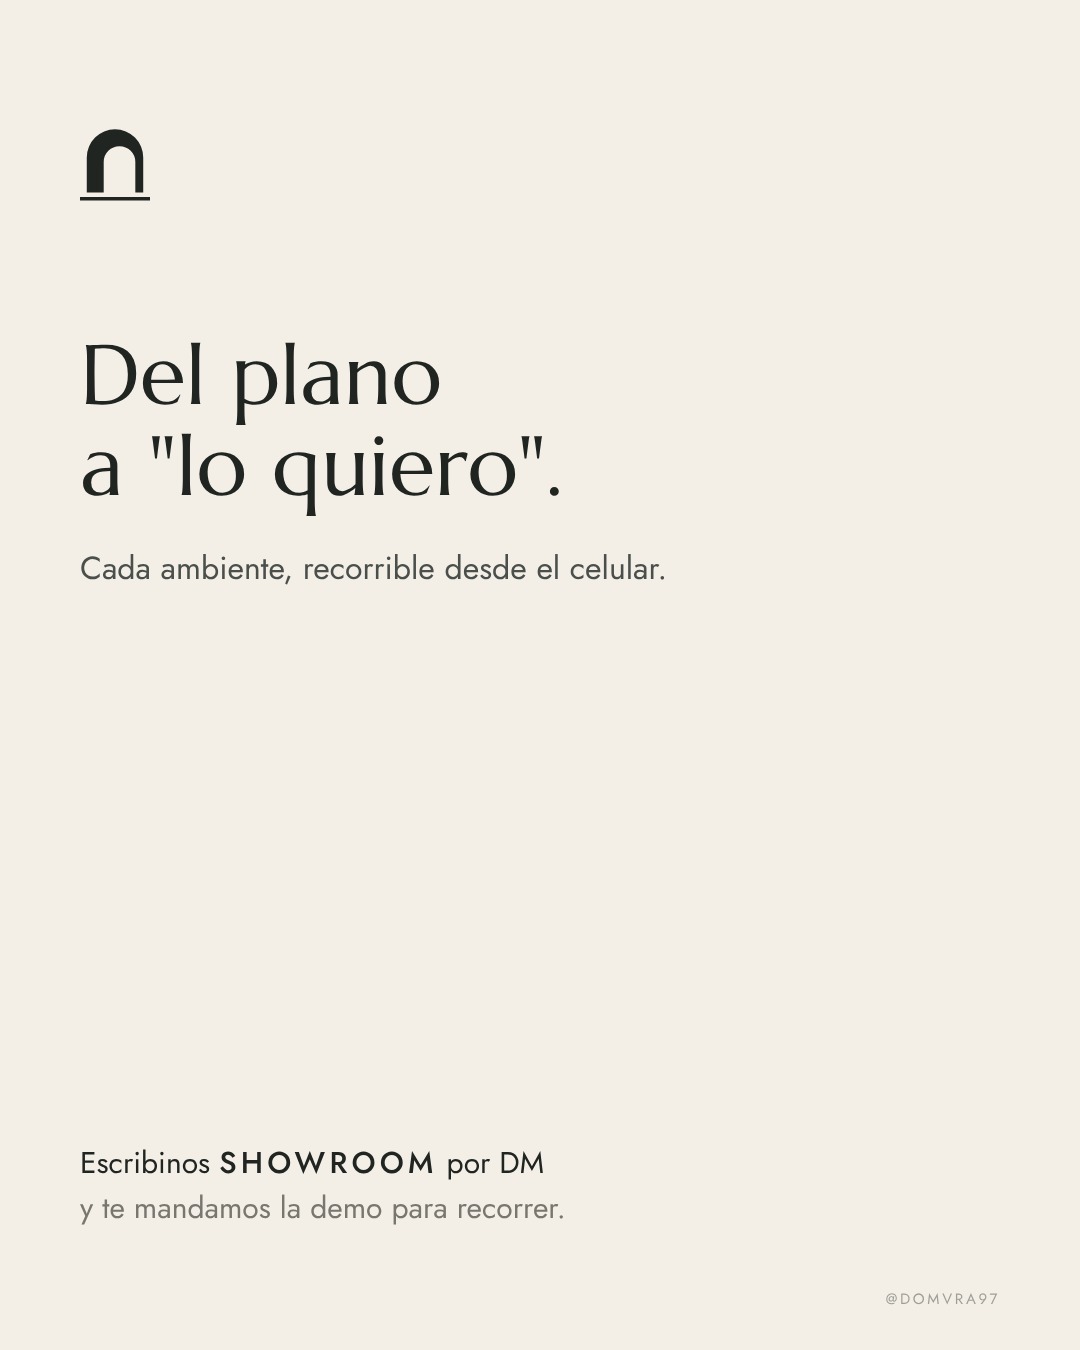 Del plano
a "lo quiero".
Cada ambiente, recorrible desde el celular.
Escribinos SHOWROOM por DM
y te mandamos la demo para recorrer.
@DOMVRA97